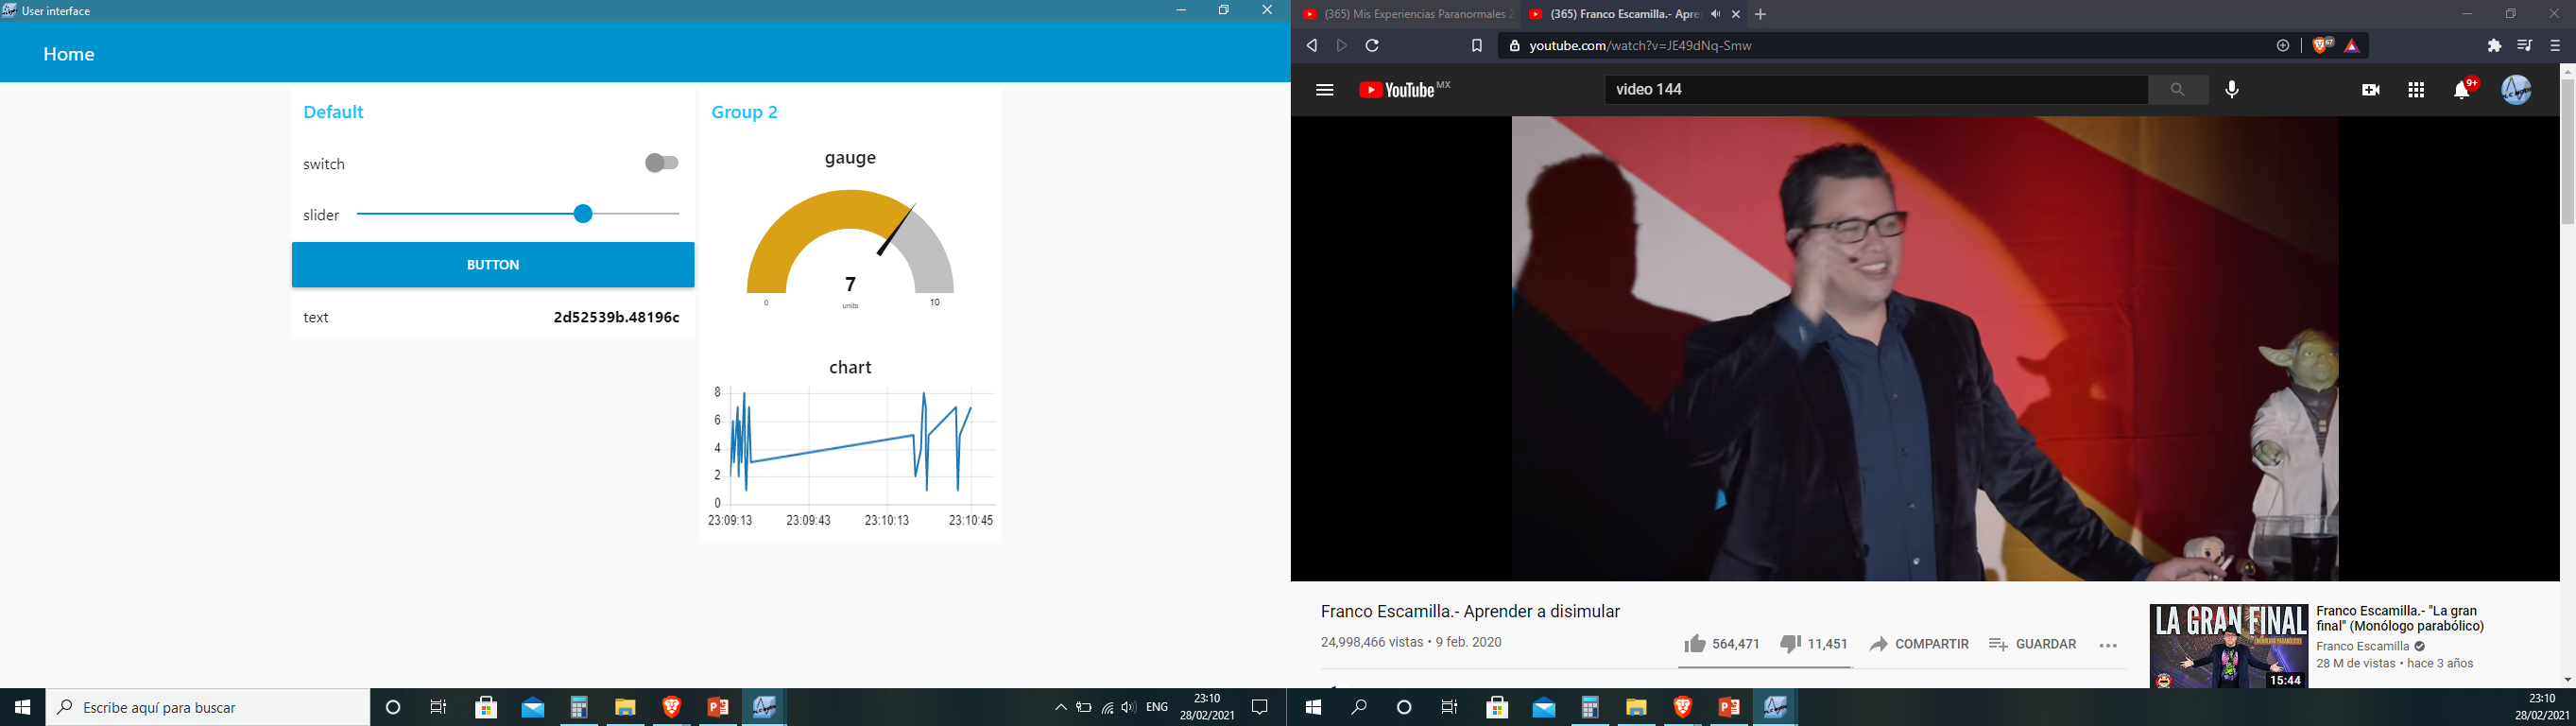 User interface
Home
Default
switch
slider
BUTTON
text 2d52539b.48196c
Group 2
gauge
7
units
0
10
chart
8
6
4
2
0
23:09:13 23:09:43 23:10:13 23:10:45
Escribe aquí para buscar
ENG
23:10
28/02/2021
(365) Mis Experiencias Paranormales 2
(365) Franco Escamilla.- Apre
youtube.com/watch?v=JE49dNq-Smw
67
YouTube MX
video 144
9+
Franco Escamilla.- Aprender a disimular
24,998,466 vistas • 9 feb. 2020
564,471
11,451
COMPARTIR
GUARDAR
LA GRAN FINAL
15:44
Franco Escamilla.- "La gran
final" (Monólogo parabólico)
Franco Escamilla
28 M de vistas • hace 3 años
23:10
28/02/2021